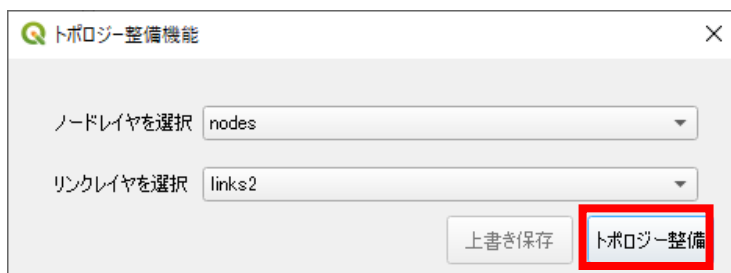 トポロジー整備機能
ノードレイヤを選択 nodes
リンクレイヤを選択 links2
上書き保存 トポロジー整備